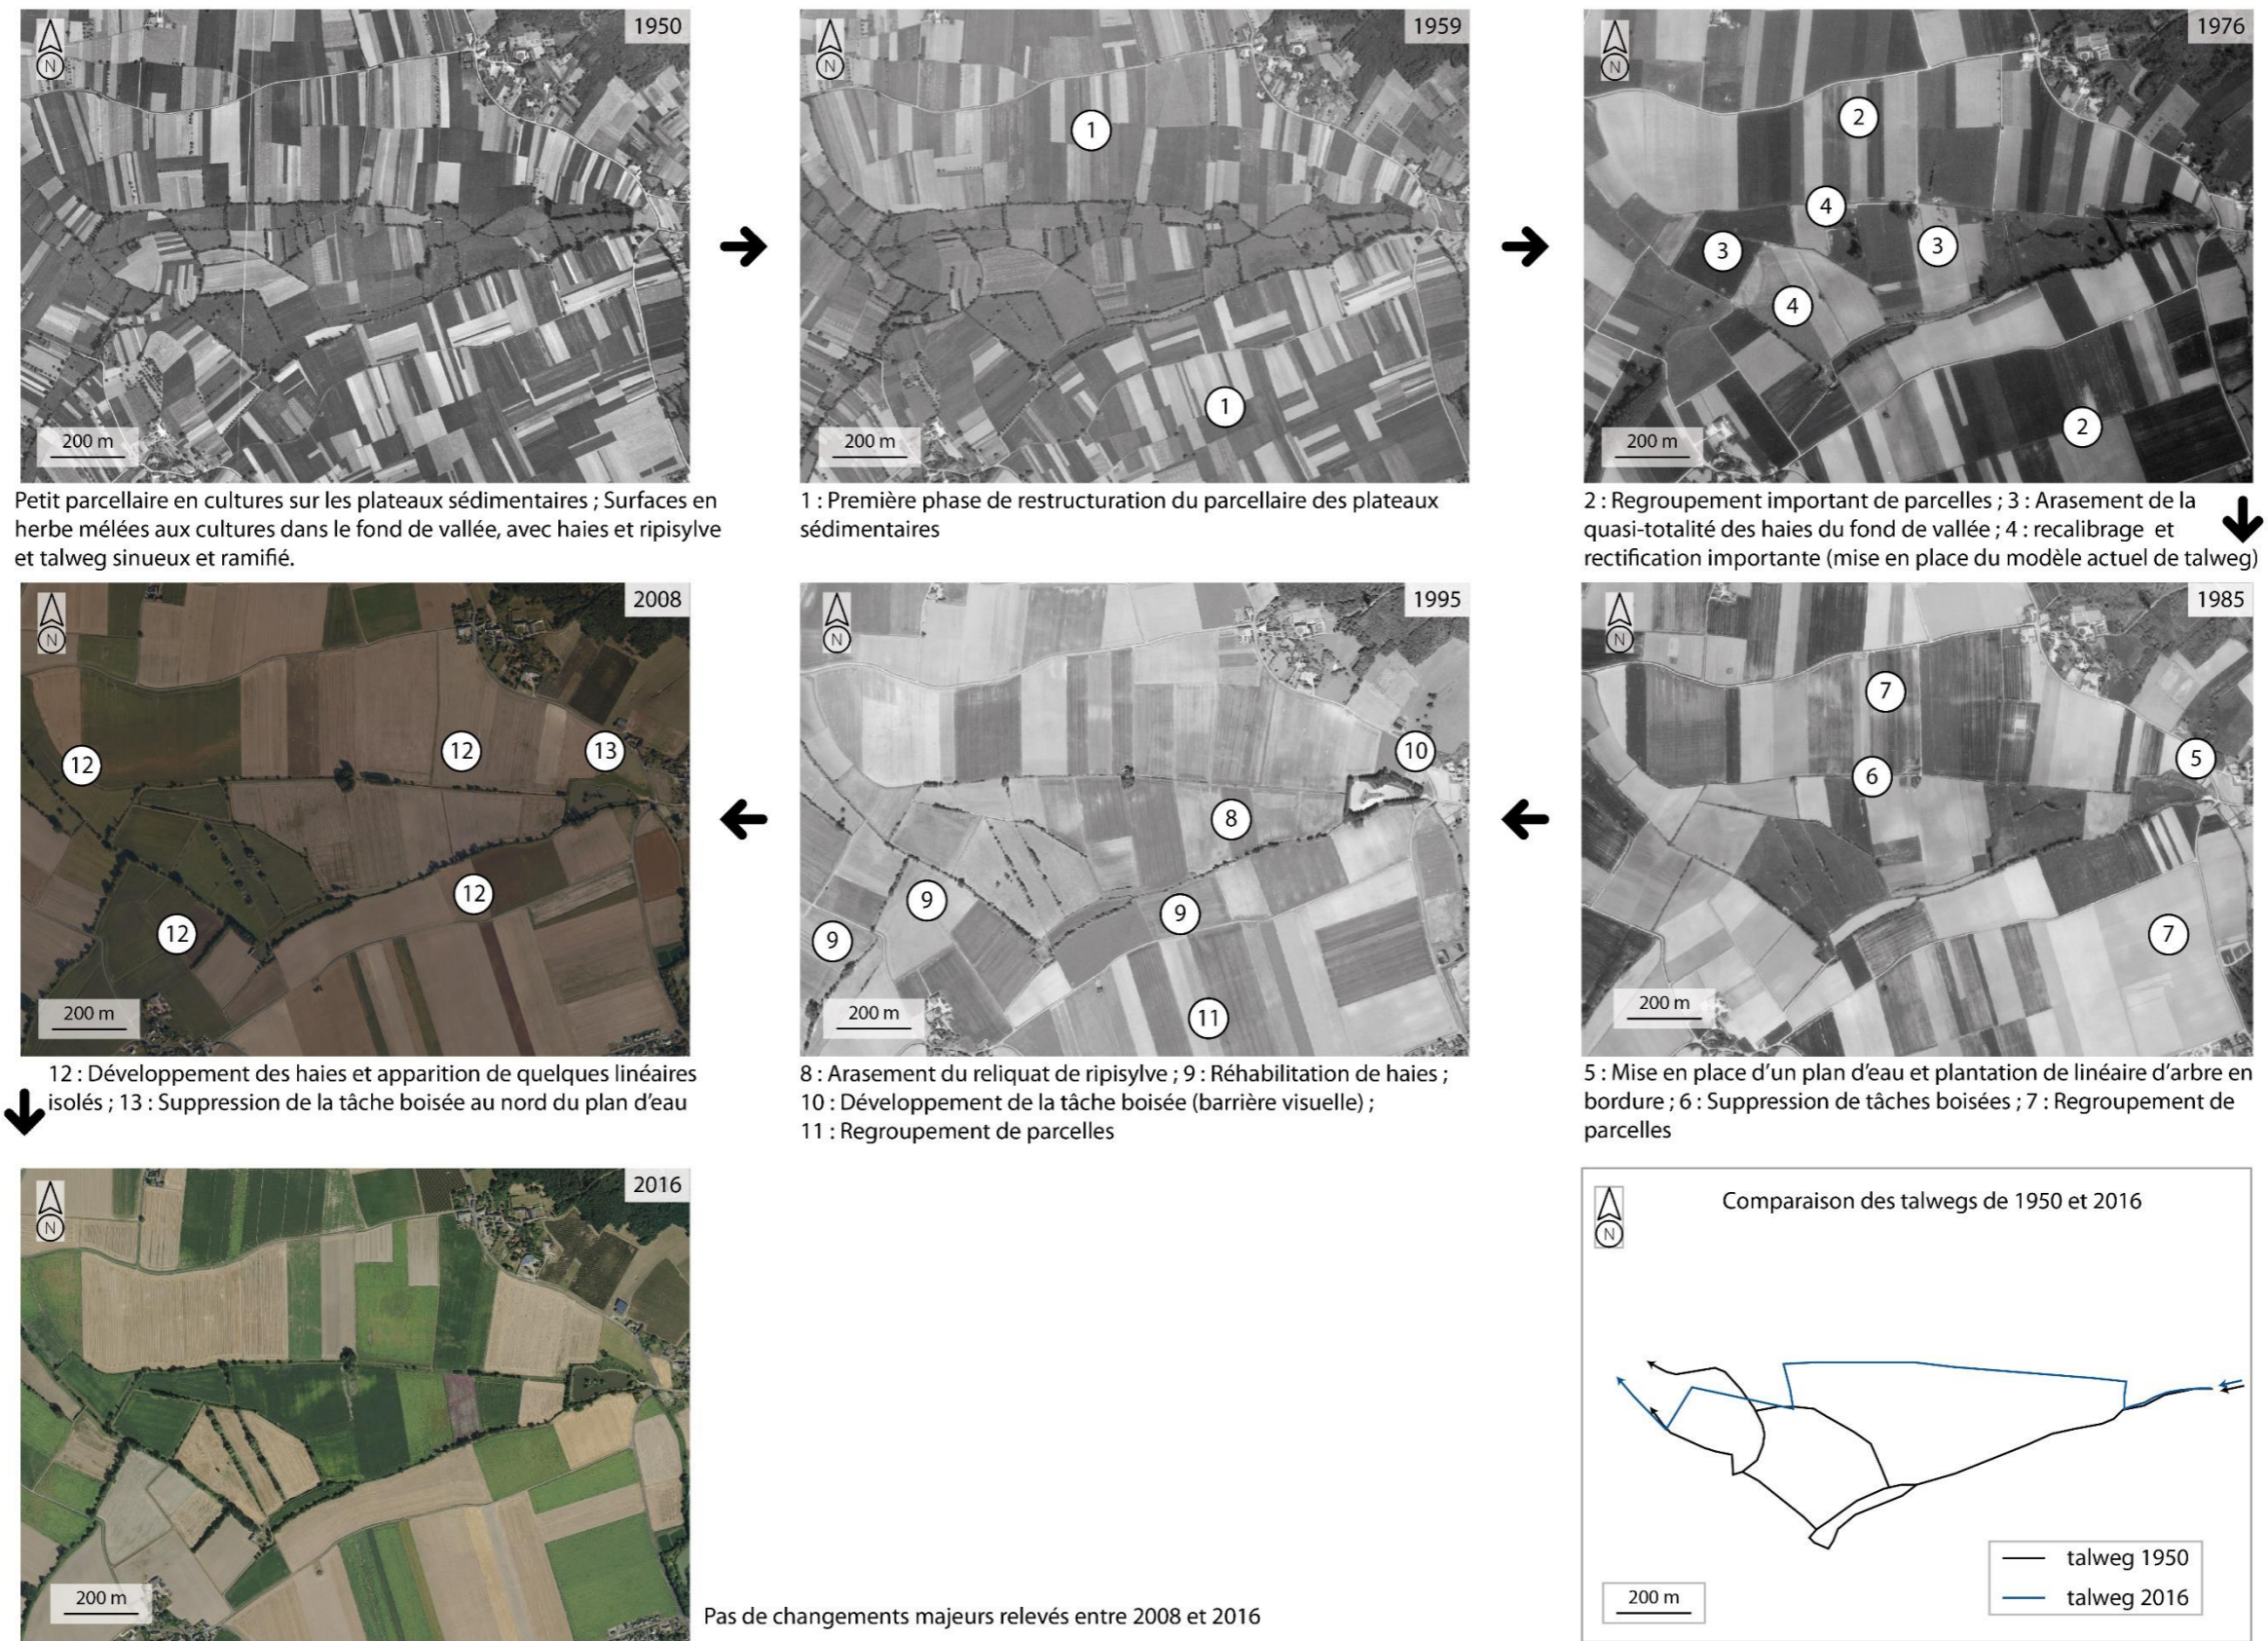 1950
N
200 m
Petit parcellaire en cultures sur les plateaux sédimentaires ; Surfaces en
herbe mélées aux cultures dans le fond de vallée, avec haies et ripisylve
et talweg sinueux et ramifié.
1959
N
1
1
200 m
1 : Première phase de restructuration du parcellaire des plateaux
sédimentaires
1976
N
2
4
3
3
4
2
200 m
2 : Regroupement important de parcelles ; 3 : Arasement de la
quasi-totalité des haies du fond de vallée ; 4 : recalibrage et
rectification importante (mise en place du modèle actuel de talweg)
2008
N
12
12
13
12
12
200 m
12 : Développement des haies et apparition de quelques linéaires
isolés ; 13 : Suppression de la tâche boisée au nord du plan d'eau
1995
N
10
8
9
9
9
11
200 m
8 : Arasement du reliquat de ripisylve ; 9 : Réhabilitation de haies ;
10 : Développement de la tâche boisée (barrière visuelle) ;
11 : Regroupement de parcelles
1985
N
7
5
6
7
200 m
5 : Mise en place d'un plan d'eau et plantation de linéaire d'arbre en
bordure ; 6 : Suppression de tâches boisées ; 7 : Regroupement de
parcelles
2016
N
200 m
Pas de changements majeurs relevés entre 2008 et 2016
Comparaison des talwegs de 1950 et 2016
N
talweg 1950
talweg 2016
200 m